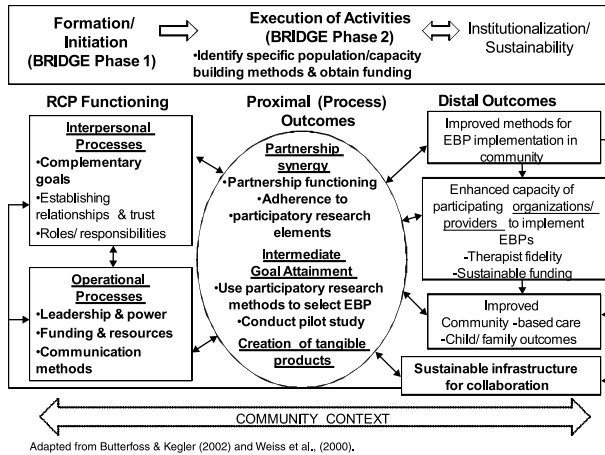 Formation/
Initiation
(BRIDGE Phase 1)
Execution of Activities
(BRIDGE Phase 2)
•Identify specific population/capacity
building methods & obtain funding
Institutionalization/
Sustainability
RCP Functioning
Interpersonal
Processes
•Complementary
goals
•Establishing
relationships & trust
•Roles/ responsibilities
Operational
Processes
•Leadership & power
•Funding & resources
•Communication
methods
Proximal (Process)
Outcomes
Partnership
synergy
•Partnership functioning
•Adherence to
•participatory research
elements
Intermediate
Goal Attainment
•Use participatory research
methods to select EBP
•Conduct pilot study
Creation of tangible
products
Distal Outcomes
Improved methods for
EBP implementation in
community
Enhanced capacity of
participating organizations/
providers to implement
EBPs
-Therapist fidelity
-Sustainable funding
Improved
Community -based care
-Child/ family outcomes
Sustainable infrastructure
for collaboration
COMMUNITY CONTEXT
Adapted from Butterfoss & Kegler (2002) and Weiss et al., (2000).